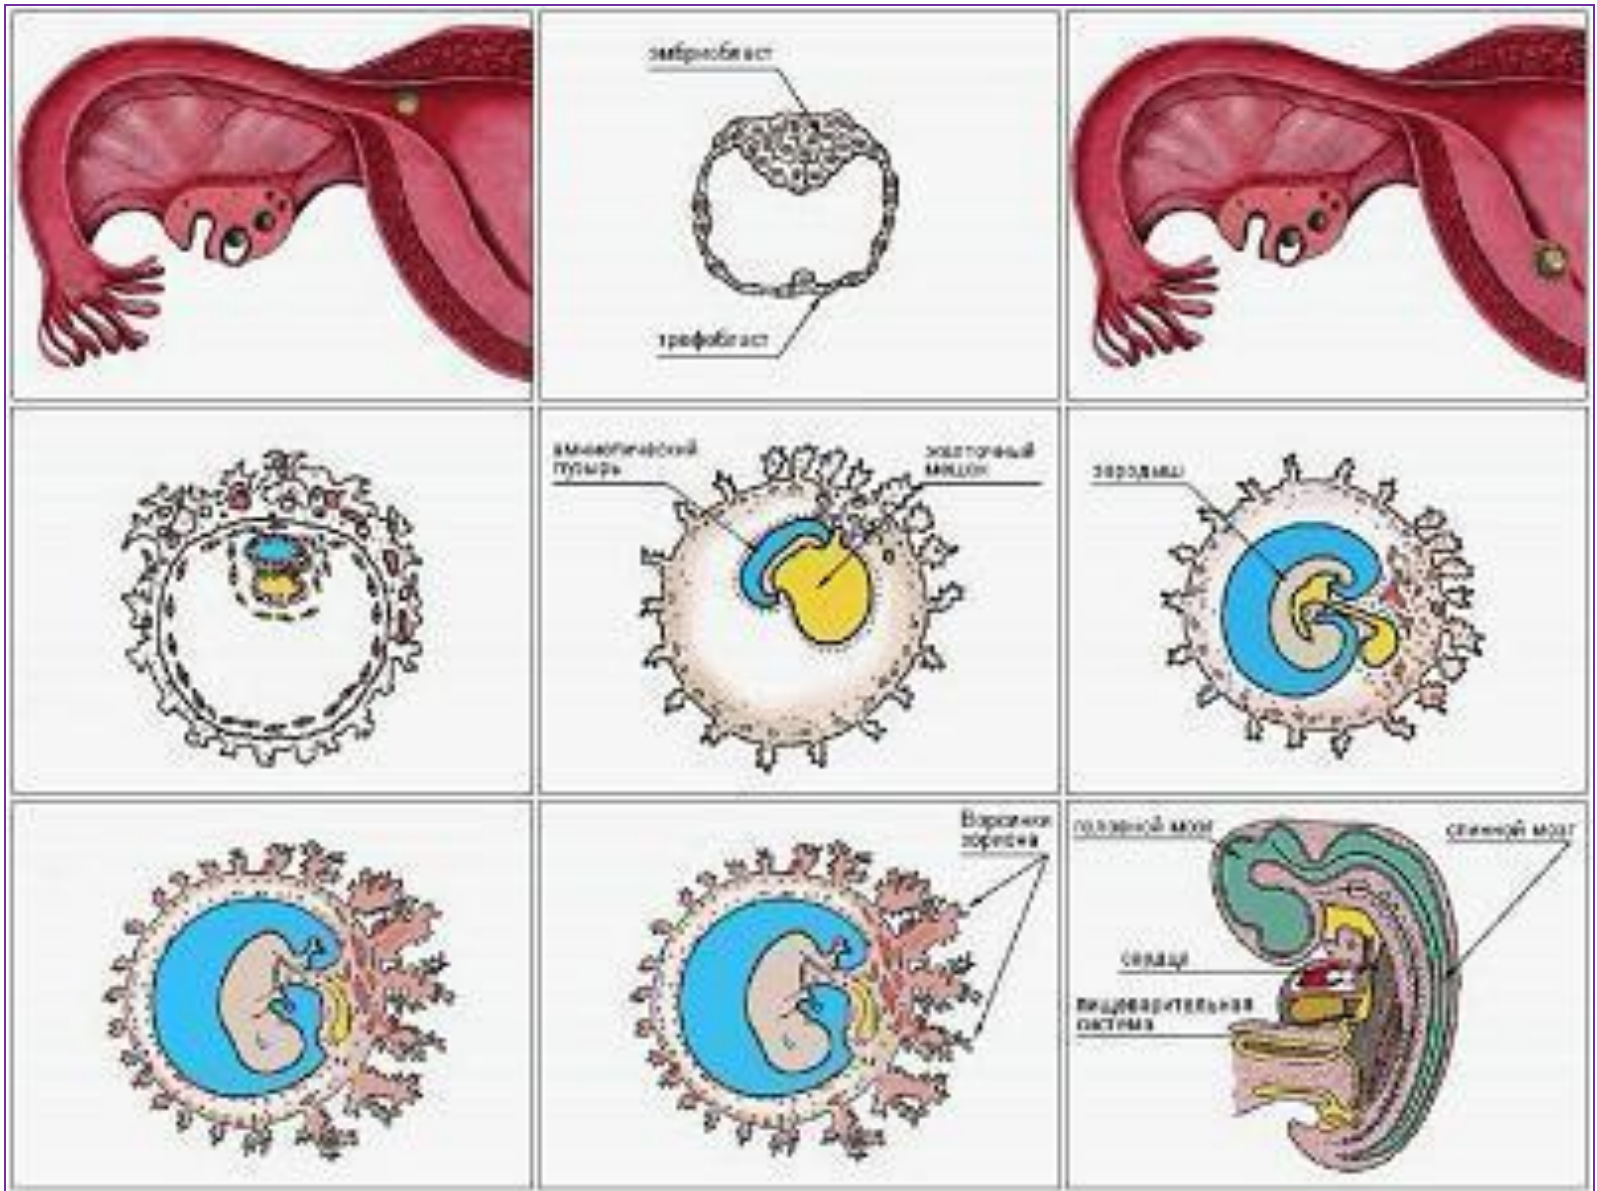 эмбриобласт
трофобласт
амниотический
пузырь
желточный
мешок
зародыш
Ворсинки
хориона
головной мозг
спинной мозг
сердце
пищеварительная
система